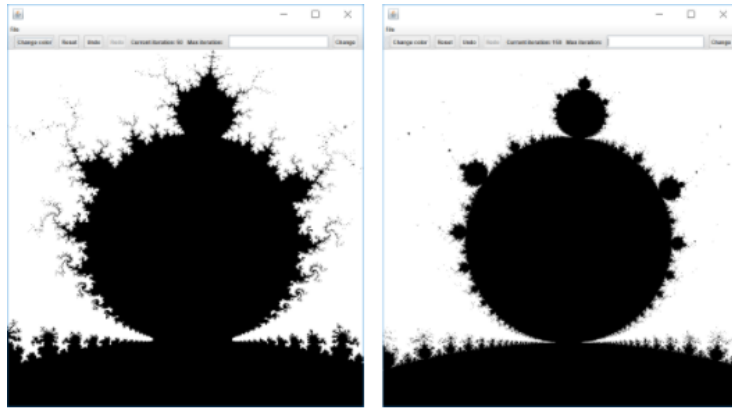 File
Change color Reset Undo Redo Current iteration: 50 Max iteration: Change
File
Change color Reset Undo Redo Current iteration: 150 Max iteration: Change